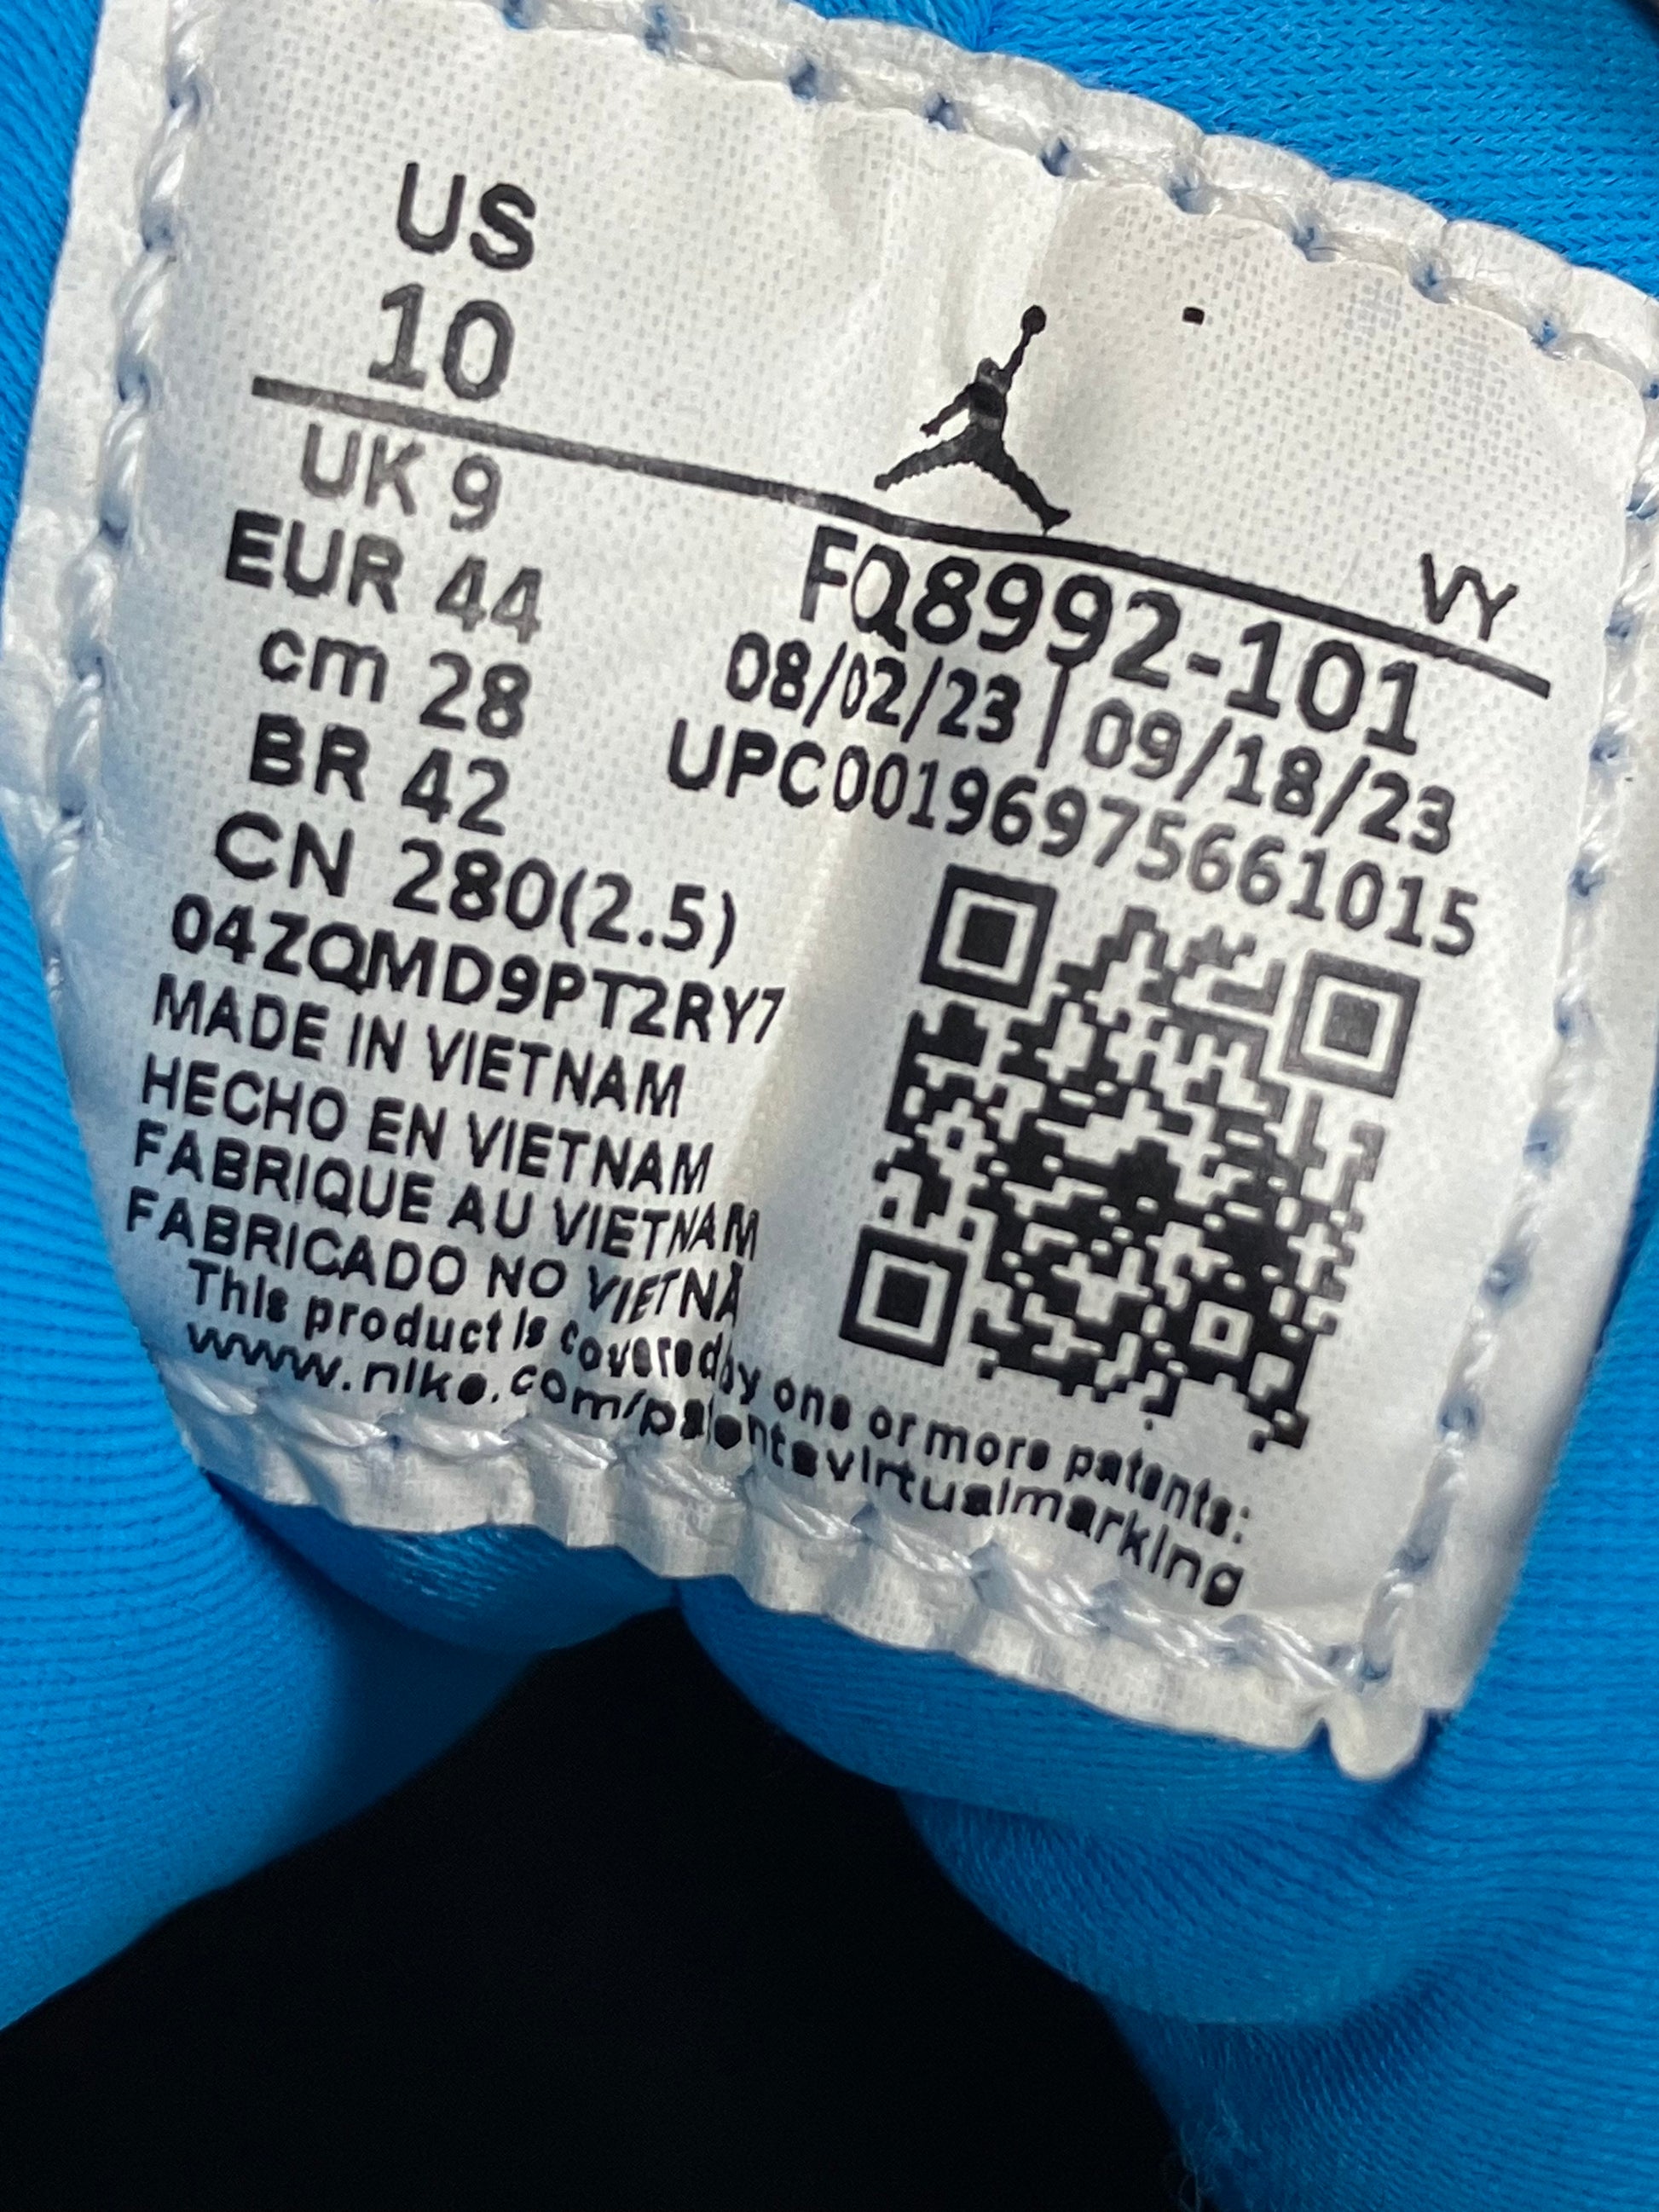 US
10
UK 9
EUR 44
cm 28
BR 42
CN 280(2.5)
04ZQMD9PT2RY7
MADE IN VIETNAM
HECHO EN VIETNAM
FABRIQUE AU VIETNAM
FABRICADO NO VIETNÃ
VY
FQ8992-101
08/02/23 | 09/18/23
UPC00196975661015
This product is covered by one or more patents:
www.nike.com/patentsvirtualmarking